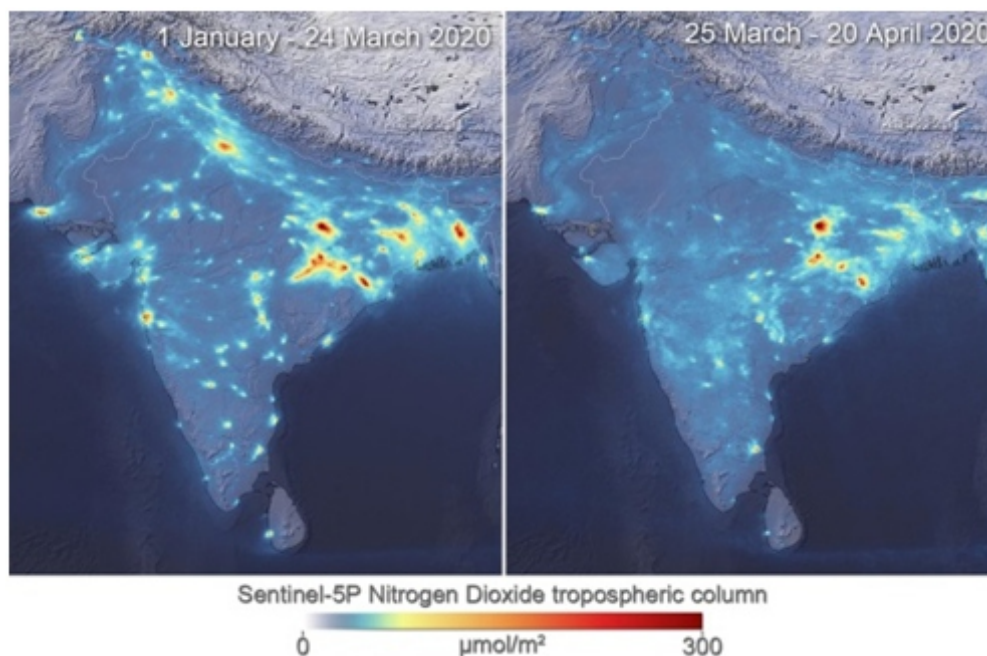 1 January - 24 March 2020
25 March - 20 April 2020
Sentinel-5P Nitrogen Dioxide tropospheric column
0 µmol/m² 300